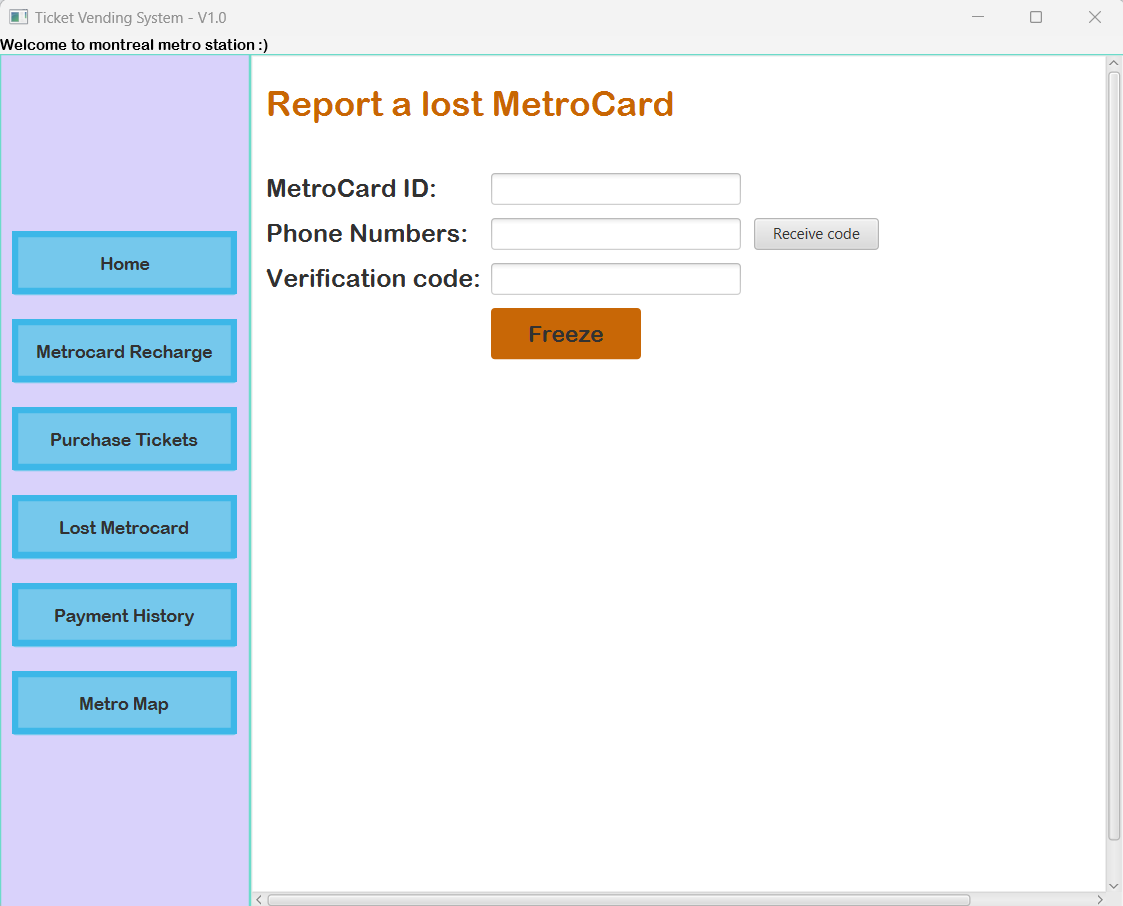 Ticket Vending System - V1.0
Welcome to montreal metro station :)
Home
Metrocard Recharge
Purchase Tickets
Lost Metrocard
Payment History
Metro Map
Report a lost MetroCard
MetroCard ID:
Phone Numbers:
Receive code
Verification code:
Freeze